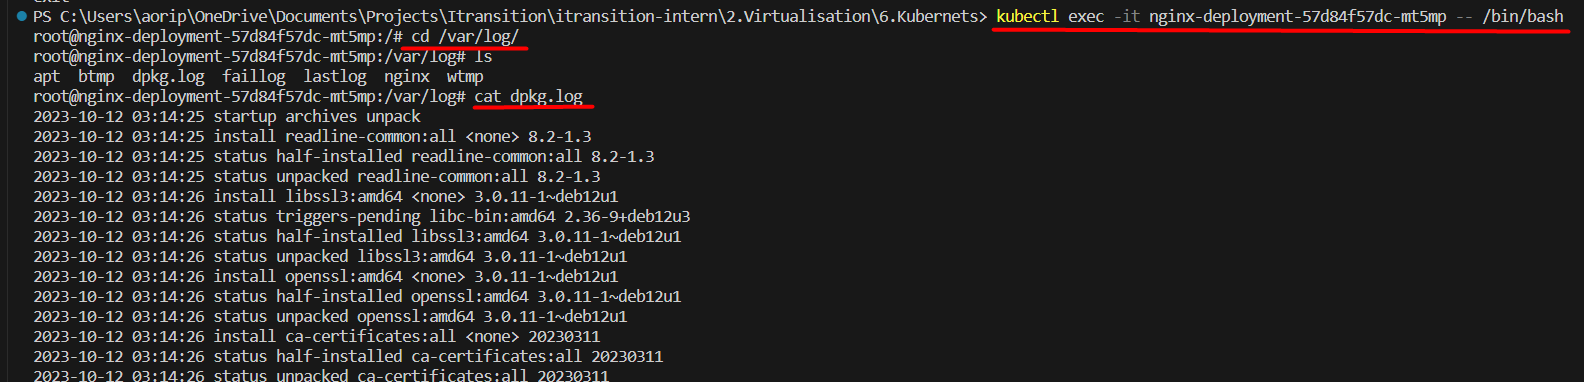 exit
PS C:\Users\aorip\OneDrive\Documents\Projects\Itransition\itransition-intern\2.Virtualisation\6.Kubernets> kubectl exec -it nginx-deployment-57d84f57dc-mt5mp -- /bin/bash
root@nginx-deployment-57d84f57dc-mt5mp:/# cd /var/log/
root@nginx-deployment-57d84f57dc-mt5mp:/var/log# ls
apt  btmp  dpkg.log  faillog  lastlog  nginx  wtmp
root@nginx-deployment-57d84f57dc-mt5mp:/var/log# cat dpkg.log
2023-10-12 03:14:25 startup archives unpack
2023-10-12 03:14:25 install readline-common:all <none> 8.2-1.3
2023-10-12 03:14:25 status half-installed readline-common:all 8.2-1.3
2023-10-12 03:14:25 status unpacked readline-common:all 8.2-1.3
2023-10-12 03:14:26 install libssl3:amd64 <none> 3.0.11-1~deb12u1
2023-10-12 03:14:26 status triggers-pending libc-bin:amd64 2.36-9+deb12u3
2023-10-12 03:14:26 status half-installed libssl3:amd64 3.0.11-1~deb12u1
2023-10-12 03:14:26 status unpacked libssl3:amd64 3.0.11-1~deb12u1
2023-10-12 03:14:26 install openssl:amd64 <none> 3.0.11-1~deb12u1
2023-10-12 03:14:26 status half-installed openssl:amd64 3.0.11-1~deb12u1
2023-10-12 03:14:26 status unpacked openssl:amd64 3.0.11-1~deb12u1
2023-10-12 03:14:26 install ca-certificates:all <none> 20230311
2023-10-12 03:14:26 status half-installed ca-certificates:all 20230311
2023-10-12 03:14:26 status unpacked ca-certificates:all 20230311